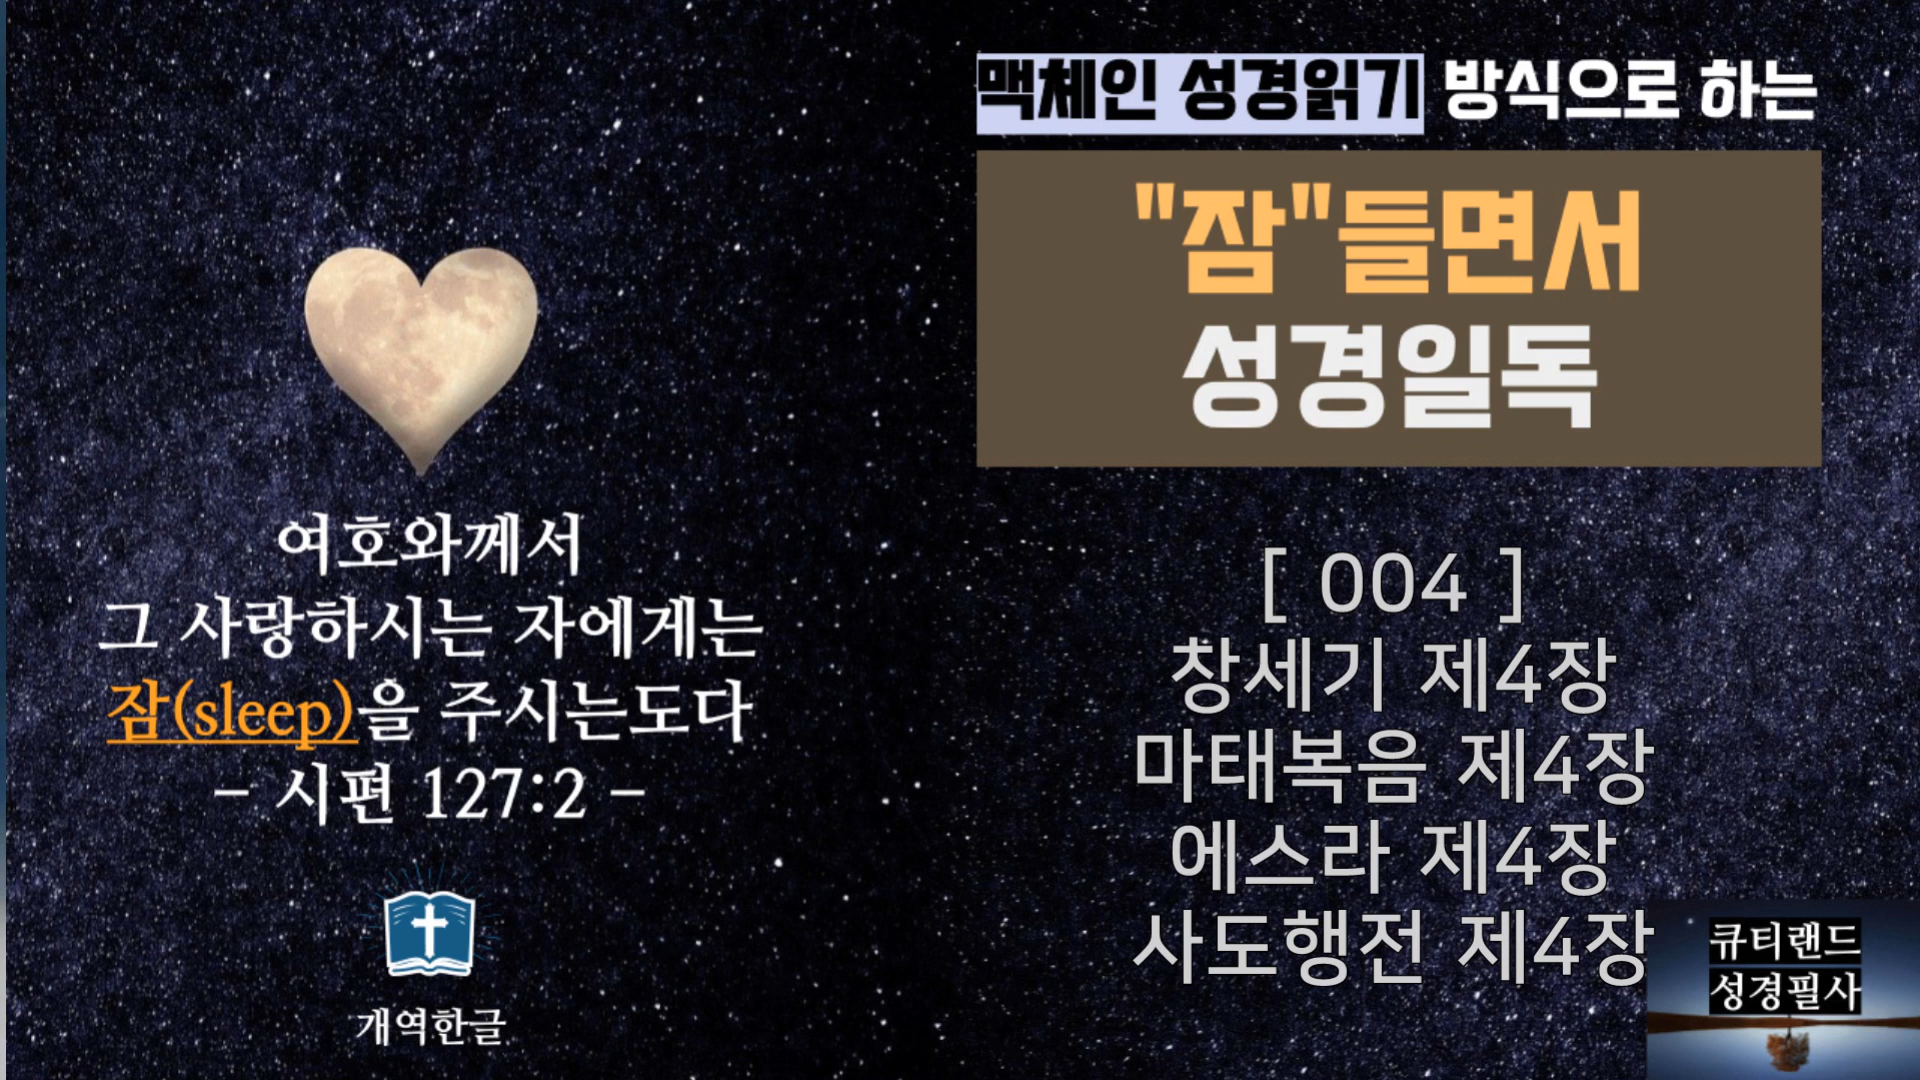 맥체인 성경읽기 방식으로 하는
"잠"들면서
성경일독
여호와께서
그 사랑하시는 자에게는
잠(sleep)을 주시는도다
– 시편 127:2 –
개역한글
[ 004 ]
창세기 제4장
마태복음 제4장
에스라 제4장
사도행전 제4장
큐티랜드
성경필사